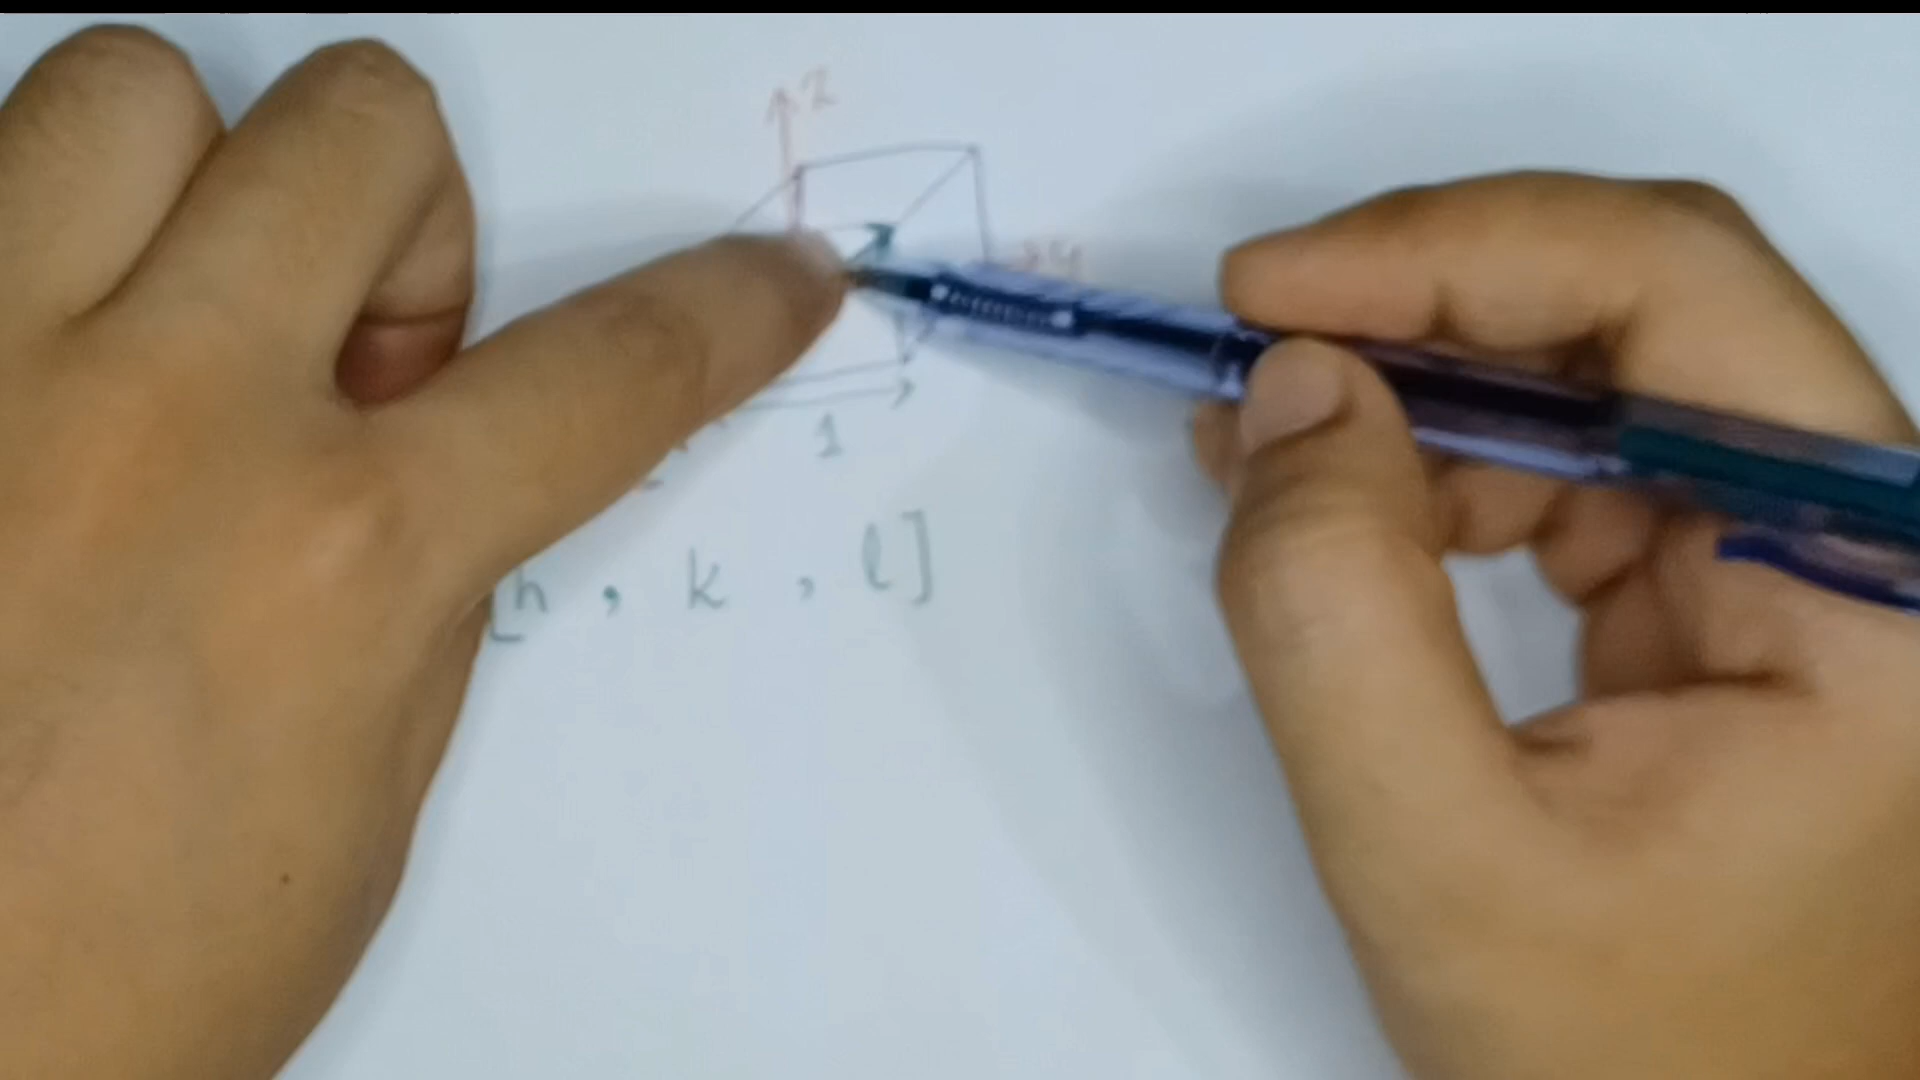 z
y
1
[h , k , l]